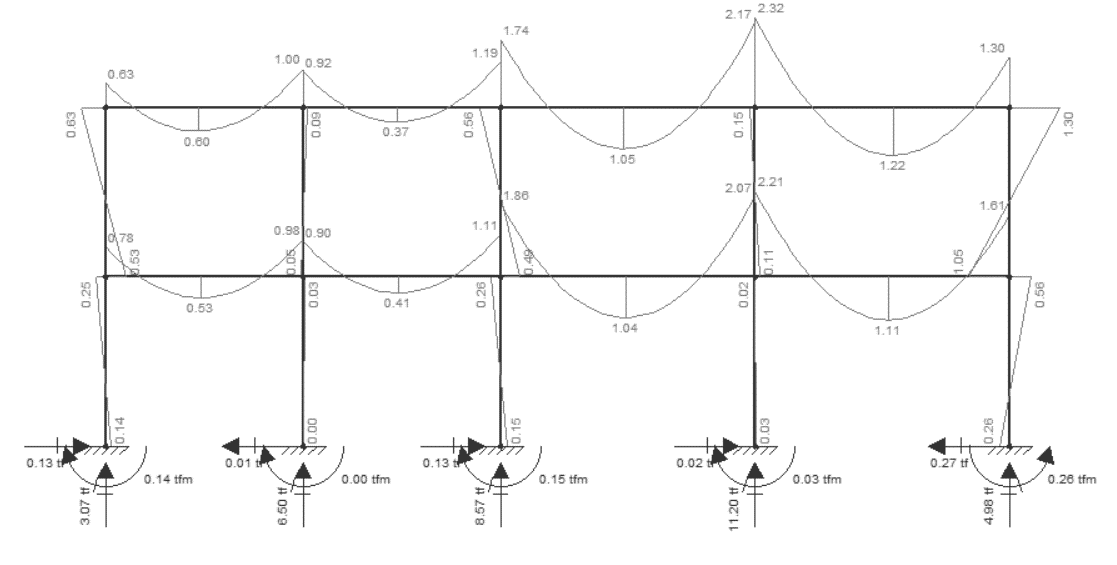 2.17 2.32
1.74
1.30
1.19
1.00 0.92
0.63
0.63
0.09
0.56
0.15
1.30
0.60
0.37
1.05
1.22
2.07 2.21
1.86
1.61
1.11
0.98 0.90
0.78
0.53
0.05
0.49
0.11
1.05
0.25
0.03
0.26
0.02
0.56
0.53
0.41
1.04
1.11
0.14
0.00
0.15
0.03
0.26
0.13 tf
0.01 tf
0.13 tf
0.02 tf
0.27 tf
0.14 tfm
0.00 tfm
0.15 tfm
0.03 tfm
0.26 tfm
3.07 tf
6.50 tf
8.57 tf
11.20 tf
4.98 tf